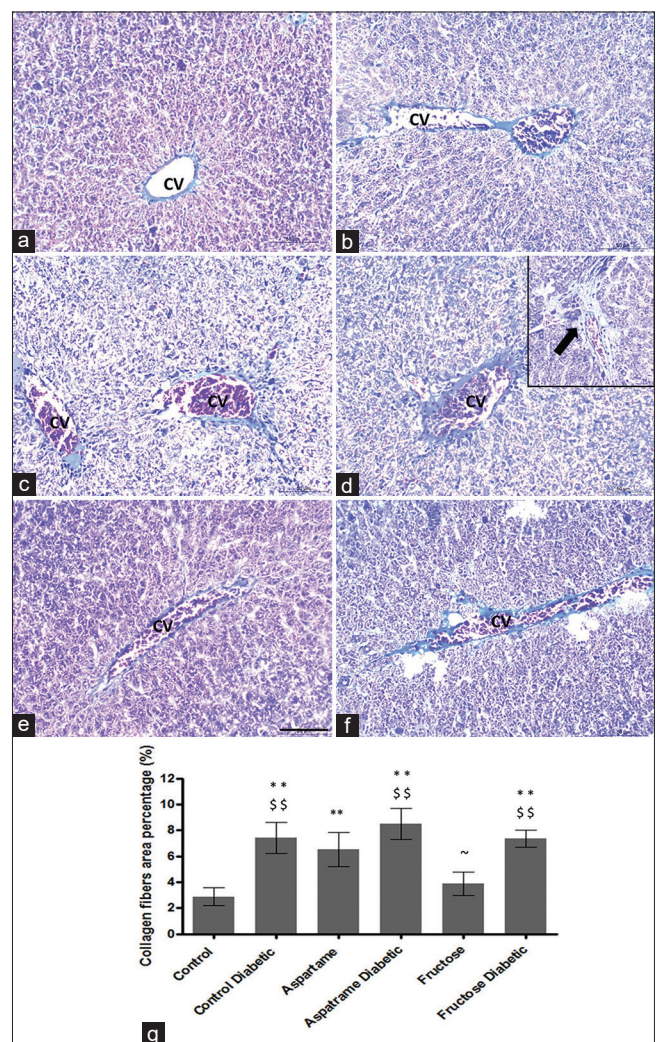 CV
a
CV
b
CV
CV
c
CV
d
CV
e
CV
f
Collagen fibers area percentage (%)
12
10
8
6
4
2
0
**
$$
**
**
$$
~
**
$$
Control
Control Diabetic
Aspartame
Aspatrame Diabetic
Fructose
Fructose Diabetic
g